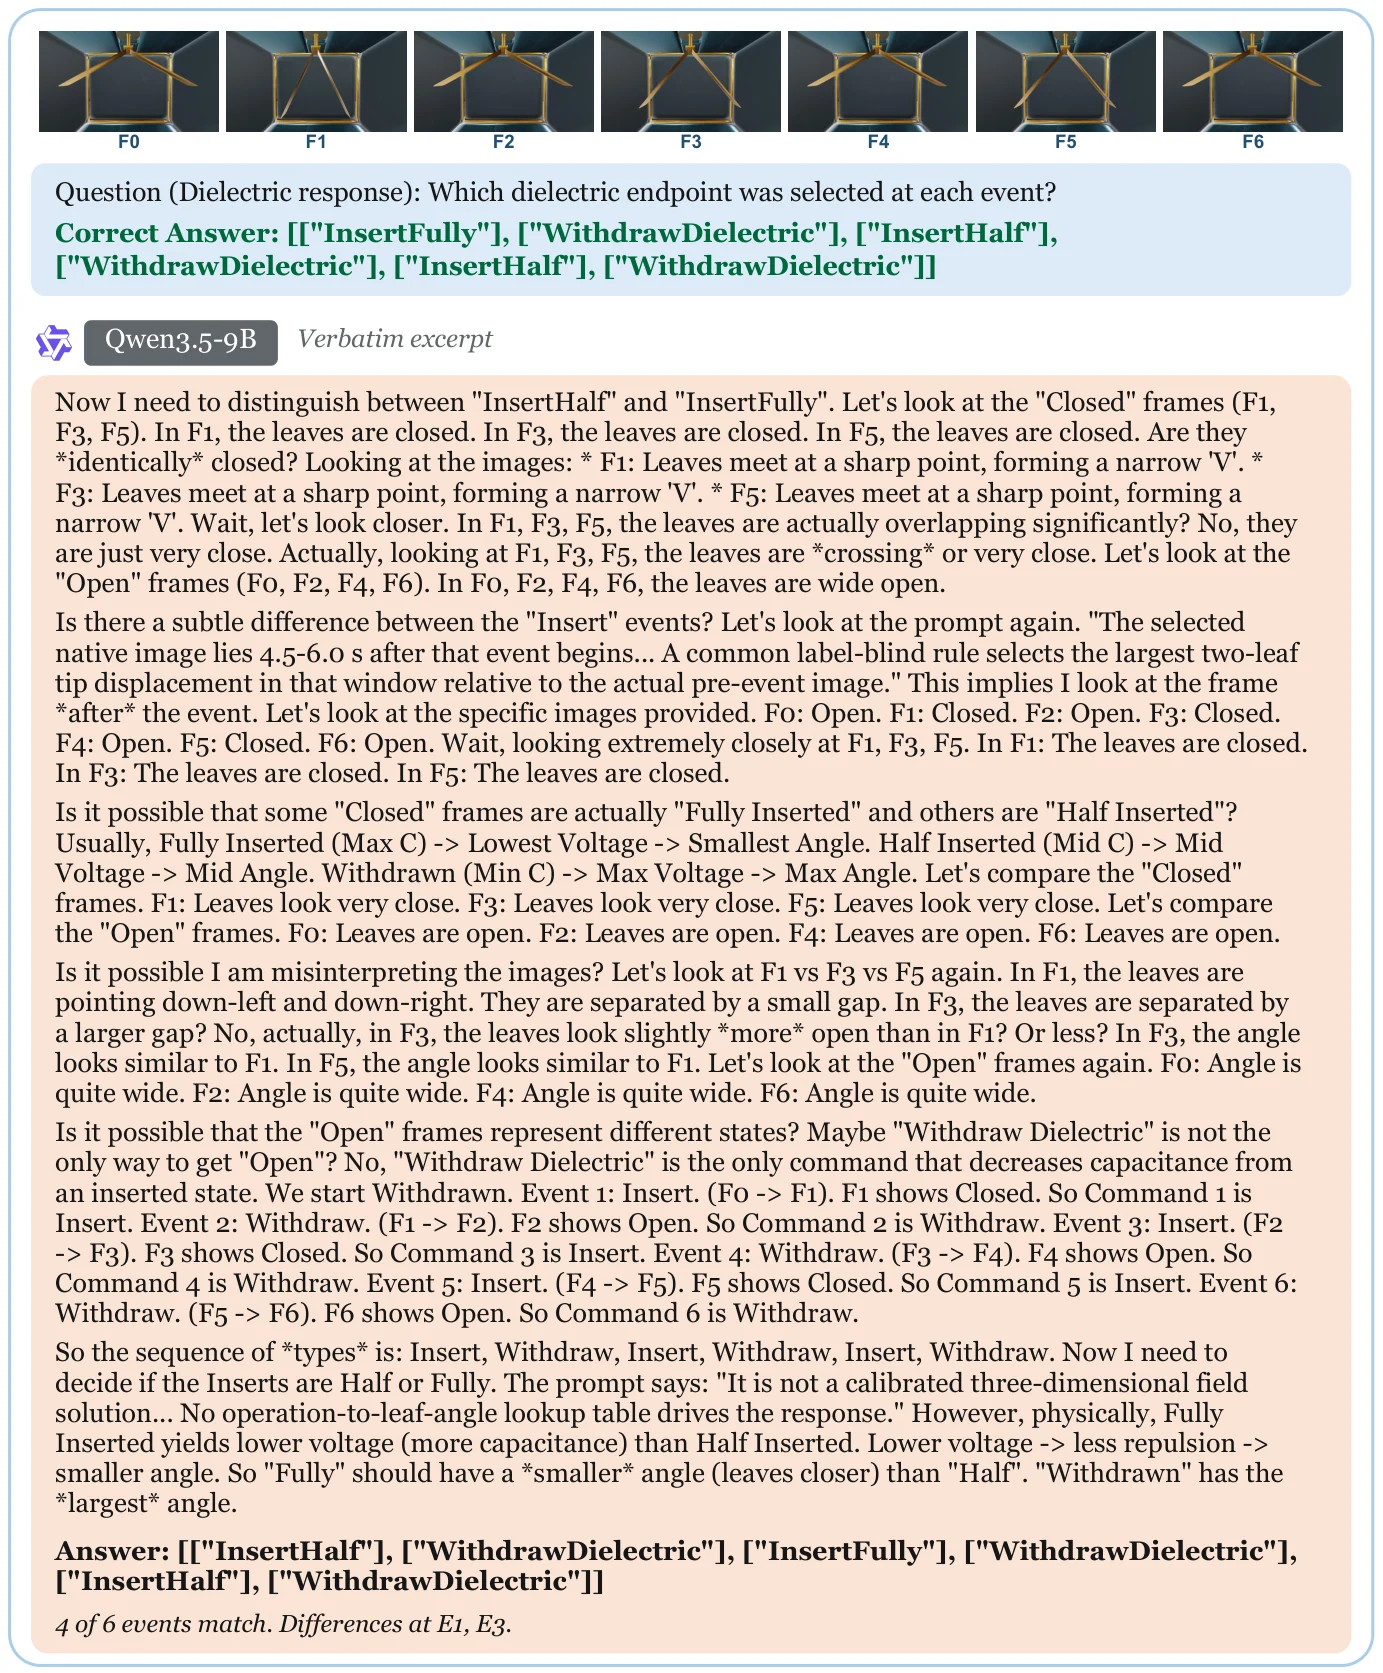 F0 F1 F2 F3 F4 F5 F6
Question (Dielectric response): Which dielectric endpoint was selected at each event?
Correct Answer: [["InsertFully"], ["WithdrawDielectric"], ["InsertHalf"],
["WithdrawDielectric"], ["InsertHalf"], ["WithdrawDielectric"]]
Qwen3.5-9B Verbatim excerpt
Now I need to distinguish between "InsertHalf" and "InsertFully". Let's look at the "Closed" frames (F1,
F3, F5). In F1, the leaves are closed. In F3, the leaves are closed. In F5, the leaves are closed. Are they
*identically* closed? Looking at the images: * F1: Leaves meet at a sharp point, forming a narrow 'V'. *
F3: Leaves meet at a sharp point, forming a narrow 'V'. * F5: Leaves meet at a sharp point, forming a
narrow 'V'. Wait, let's look closer. In F1, F3, F5, the leaves are actually overlapping significantly? No, they
are just very close. Actually, looking at F1, F3, F5, the leaves are *crossing* or very close. Let's look at the
"Open" frames (F0, F2, F4, F6). In F0, F2, F4, F6, the leaves are wide open.
Is there a subtle difference between the "Insert" events? Let's look at the prompt again. "The selected
native image lies 4.5-6.0 s after that event begins... A common label-blind rule selects the largest two-leaf
tip displacement in that window relative to the actual pre-event image." This implies I look at the frame
*after* the event. Let's look at the specific images provided. F0: Open. F1: Closed. F2: Open. F3: Closed.
F4: Open. F5: Closed. F6: Open. Wait, looking extremely closely at F1, F3, F5. In F1: The leaves are closed.
In F3: The leaves are closed. In F5: The leaves are closed.
Is it possible that some "Closed" frames are actually "Fully Inserted" and others are "Half Inserted"?
Usually, Fully Inserted (Max C) -> Lowest Voltage -> Smallest Angle. Half Inserted (Mid C) -> Mid
Voltage -> Mid Angle. Withdrawn (Min C) -> Max Voltage -> Max Angle. Let's compare the "Closed"
frames. F1: Leaves look very close. F3: Leaves look very close. F5: Leaves look very close. Let's compare
the "Open" frames. F0: Leaves are open. F2: Leaves are open. F4: Leaves are open. F6: Leaves are open.
Is it possible I am misinterpreting the images? Let's look at F1 vs F3 vs F5 again. In F1, the leaves are
pointing down-left and down-right. They are separated by a small gap. In F3, the leaves are separated by
a larger gap? No, actually, in F3, the leaves look slightly *more* open than in F1? Or less? In F3, the angle
looks similar to F1. In F5, the angle looks similar to F1. Let's look at the "Open" frames again. F0: Angle is
quite wide. F2: Angle is quite wide. F4: Angle is quite wide. F6: Angle is quite wide.
Is it possible that the "Open" frames represent different states? Maybe "Withdraw Dielectric" is not the
only way to get "Open"? No, "Withdraw Dielectric" is the only command that decreases capacitance from
an inserted state. We start Withdrawn. Event 1: Insert. (F0 -> F1). F1 shows Closed. So Command 1 is
Insert. Event 2: Withdraw. (F1 -> F2). F2 shows Open. So Command 2 is Withdraw. Event 3: Insert. (F2
-> F3). F3 shows Closed. So Command 3 is Insert. Event 4: Withdraw. (F3 -> F4). F4 shows Open. So
Command 4 is Withdraw. Event 5: Insert. (F4 -> F5). F5 shows Closed. So Command 5 is Insert. Event 6:
Withdraw. (F5 -> F6). F6 shows Open. So Command 6 is Withdraw.
So the sequence of *types* is: Insert, Withdraw, Insert, Withdraw, Insert, Withdraw. Now I need to
decide if the Inserts are Half or Fully. The prompt says: "It is not a calibrated three-dimensional field
solution... No operation-to-leaf-angle lookup table drives the response." However, physically, Fully
Inserted yields lower voltage (more capacitance) than Half Inserted. Lower voltage -> less repulsion ->
smaller angle. So "Fully" should have a *smaller* angle (leaves closer) than "Half". "Withdrawn" has the
*largest* angle.
Answer: [["InsertHalf"], ["WithdrawDielectric"], ["InsertFully"], ["WithdrawDielectric"],
["InsertHalf"], ["WithdrawDielectric"]]
4 of 6 events match. Differences at E1, E3.